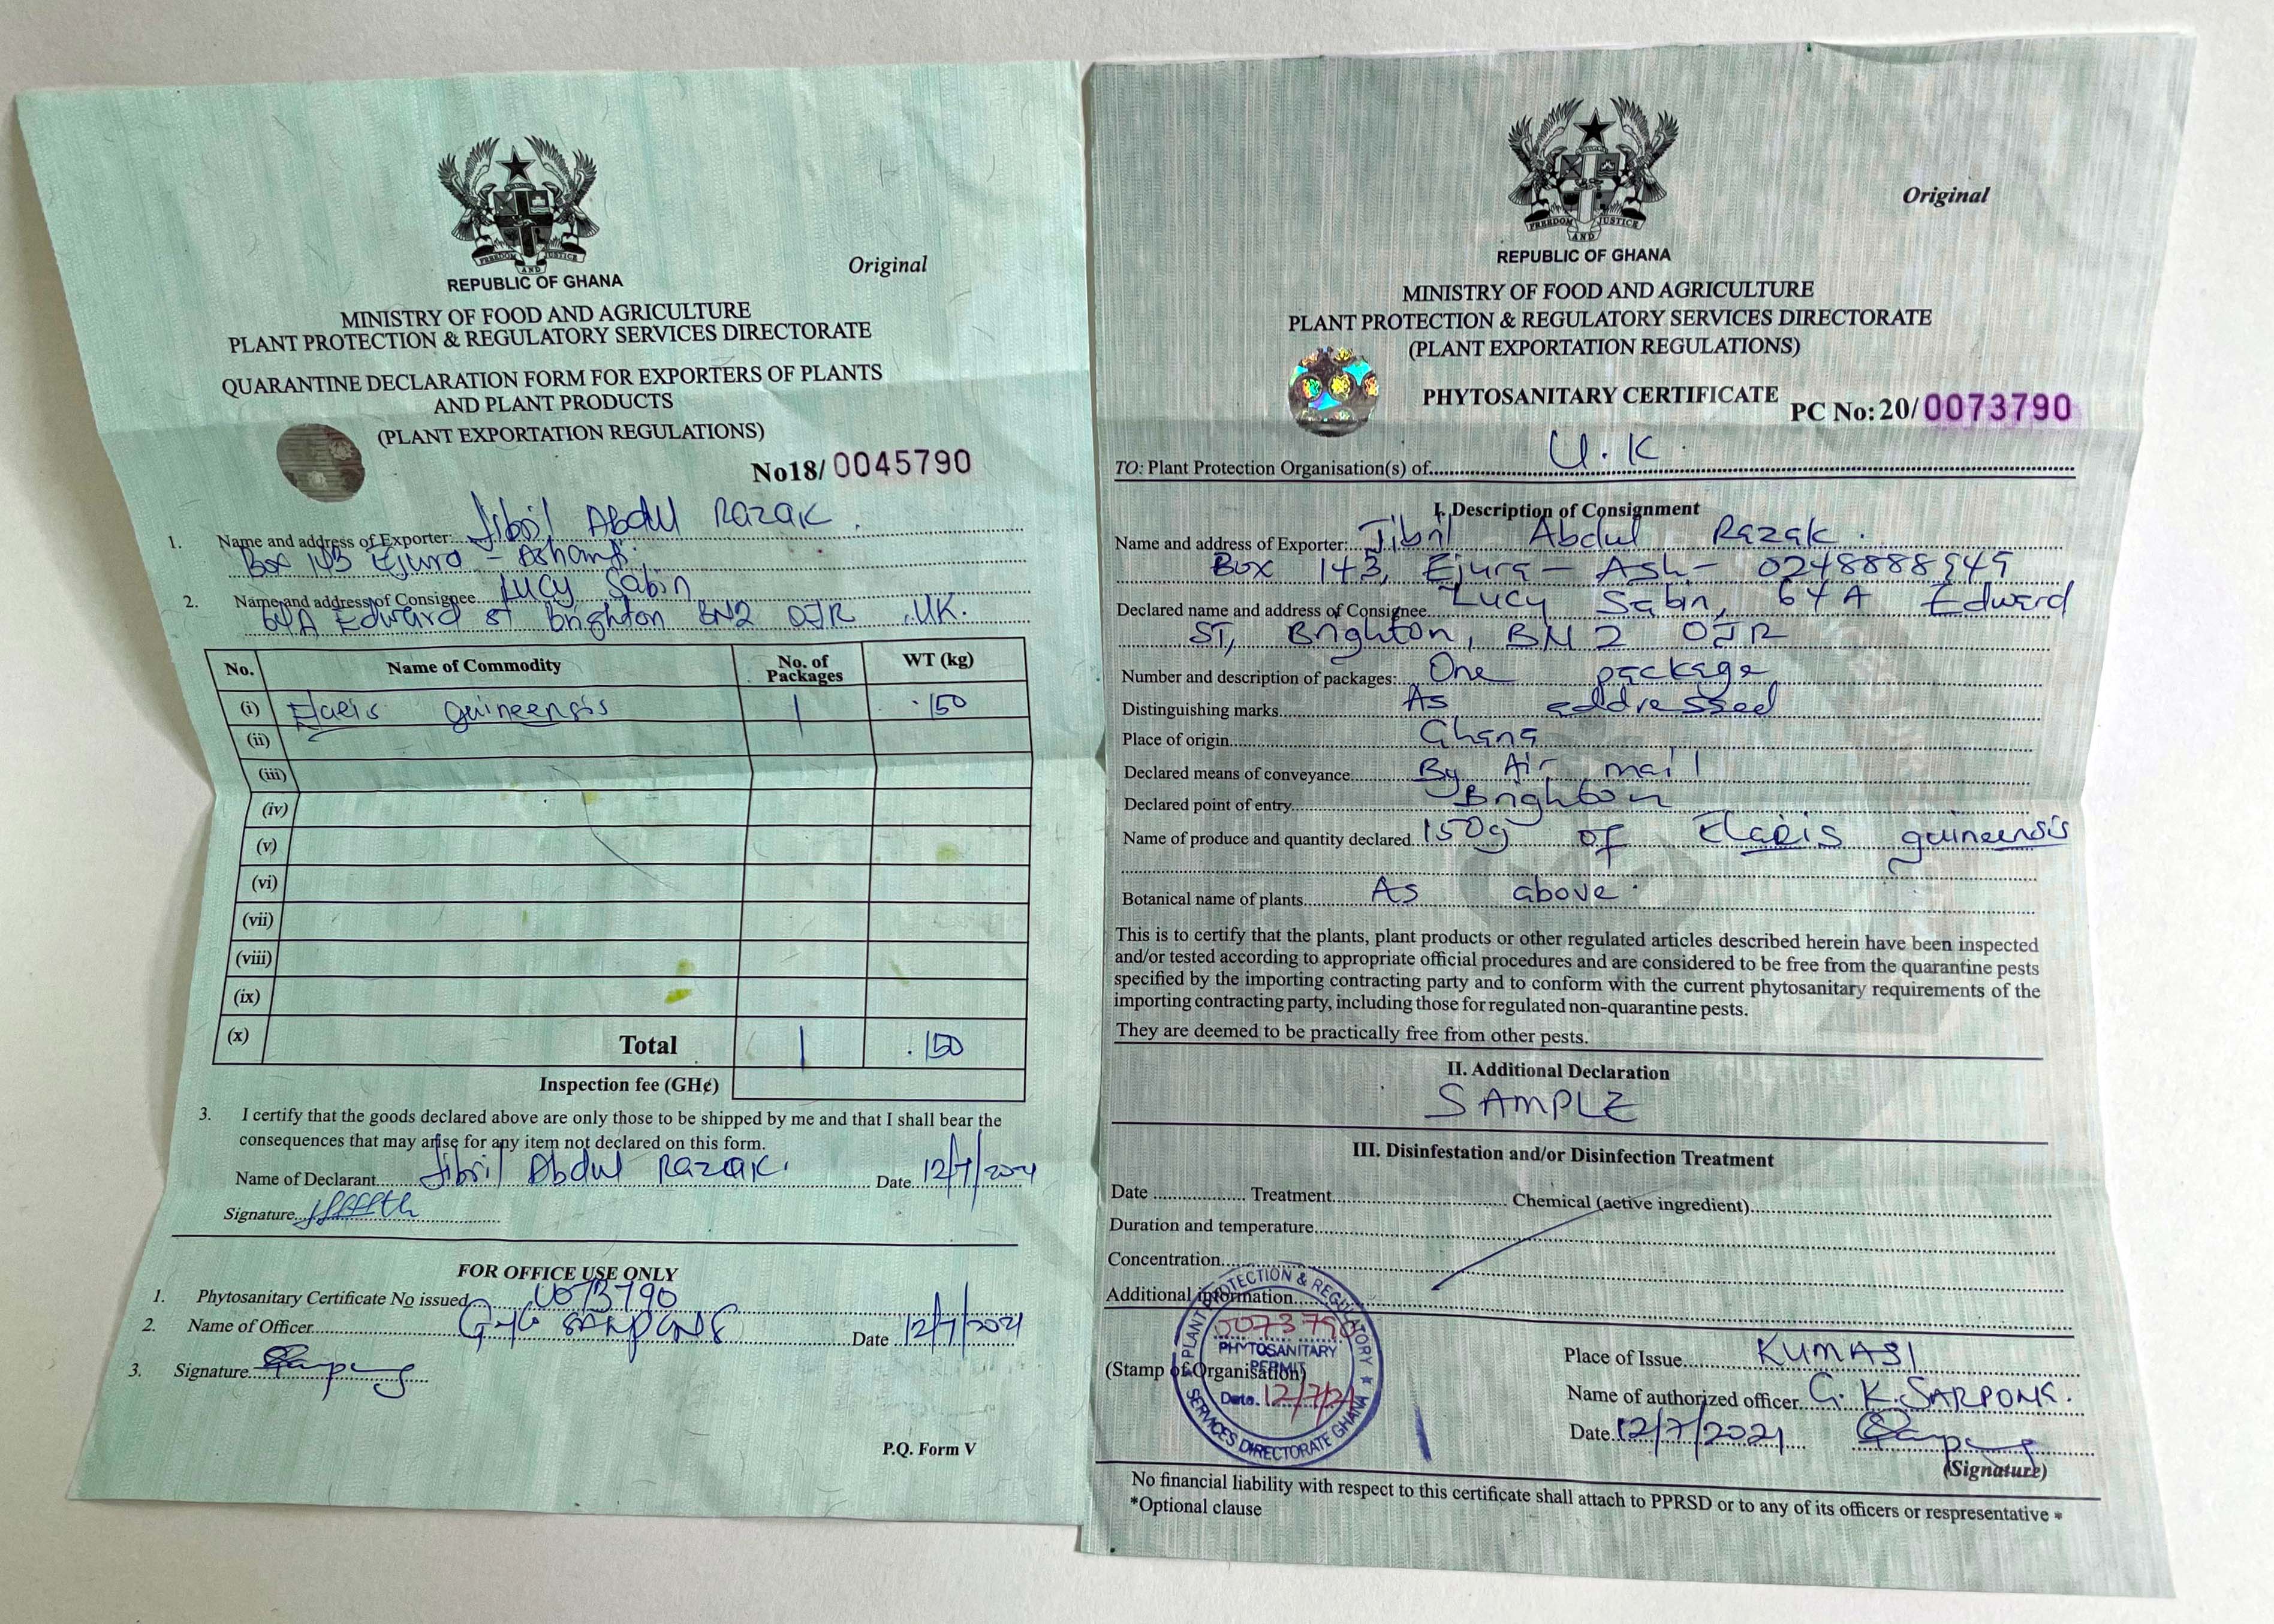 FREEDOM AND JUSTICE
REPUBLIC OF GHANA
Original
MINISTRY OF FOOD AND AGRICULTURE
PLANT PROTECTION & REGULATORY SERVICES DIRECTORATE
QUARANTINE DECLARATION FORM FOR EXPORTERS OF PLANTS
AND PLANT PRODUCTS
(PLANT EXPORTATION REGULATIONS)
No18/ 0045790
1. Name and address of Exporter: Jibril Abdul Razak.
Box 143 Ejura - Ashanti.
2. Name and address of Consignee Lucy Sabin
64A Edward st Brighton BN2 0JR .UK.
No. Name of Commodity No. of Packages WT (kg)
(i) Elaeis guineensis 1 .150
(ii)
(iii)
(iv)
(v)
(vi)
(vii)
(viii)
(ix)
(x) Total 1 .150
Inspection fee (GH¢)
3. I certify that the goods declared above are only those to be shipped by me and that I shall bear the
consequences that may arise for any item not declared on this form.
Name of Declarant Jibril Abdul Razak. Date 12/7/2021
Signature
FOR OFFICE USE ONLY
1. Phytosanitary Certificate No issued 0073790
2. Name of Officer Date 12/7/2021
3. Signature
P.Q. Form V
FREEDOM AND JUSTICE
REPUBLIC OF GHANA
Original
MINISTRY OF FOOD AND AGRICULTURE
PLANT PROTECTION & REGULATORY SERVICES DIRECTORATE
(PLANT EXPORTATION REGULATIONS)
PHYTOSANITARY CERTIFICATE PC No: 20/ 0073790
TO: Plant Protection Organisation(s) of U.K.
I. Description of Consignment
Name and address of Exporter: Jibril Abdul Razak.
Box 143, Ejura - Ash - 0248888949
Declared name and address of Consignee Lucy Sabin, 64A Edward
ST, Brighton, BN2 0JR
Number and description of packages: One package
Distinguishing marks As addressed
Place of origin Ghana
Declared means of conveyance By Air mail
Declared point of entry Brighton
Name of produce and quantity declared 150g of Elaeis guineensis
Botanical name of plants As above.
This is to certify that the plants, plant products or other regulated articles described herein have been inspected
and/or tested according to appropriate official procedures and are considered to be free from the quarantine pests
specified by the importing contracting party and to conform with the current phytosanitary requirements of the
importing contracting party, including those for regulated non-quarantine pests.
They are deemed to be practically free from other pests.
II. Additional Declaration
SAMPLE
III. Disinfestation and/or Disinfection Treatment
Date Treatment Chemical (active ingredient)
Duration and temperature
Concentration
Additional information
PLANT PROTECTION & REGULATORY SERVICES DIRECTORATE GHANA
0073790
PHYTOSANITARY
PERMIT
Date. 12/7/21
(Stamp of Organisation)
Place of Issue KUMASI
Name of authorized officer G. K. SARPONG.
Date 12/7/2021
(Signature)
No financial liability with respect to this certificate shall attach to PPRSD or to any of its officers or respresentative *
*Optional clause